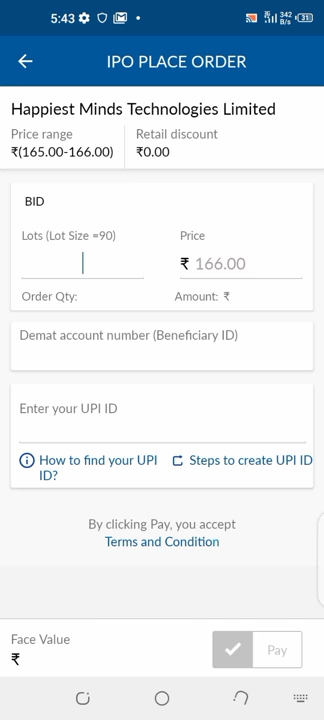 5:43
342 B/s 31
IPO PLACE ORDER
Happiest Minds Technologies Limited
Price range Retail discount
₹(165.00-166.00) ₹0.00
BID
Lots (Lot Size =90) Price
₹ 166.00
Order Qty: Amount: ₹
Demat account number (Beneficiary ID)
Enter your UPI ID
How to find your UPI Steps to create UPI ID
ID?
By clicking Pay, you accept
Terms and Condition
Face Value
₹
Pay